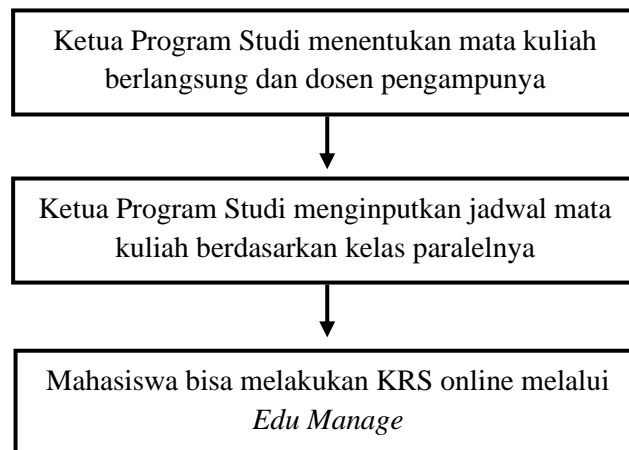 Ketua Program Studi menentukan mata kuliah
berlangsung dan dosen pengampunya
Ketua Program Studi menginputkan jadwal mata
kuliah berdasarkan kelas paralelnya
Mahasiswa bisa melakukan KRS online melalui
Edu Manage